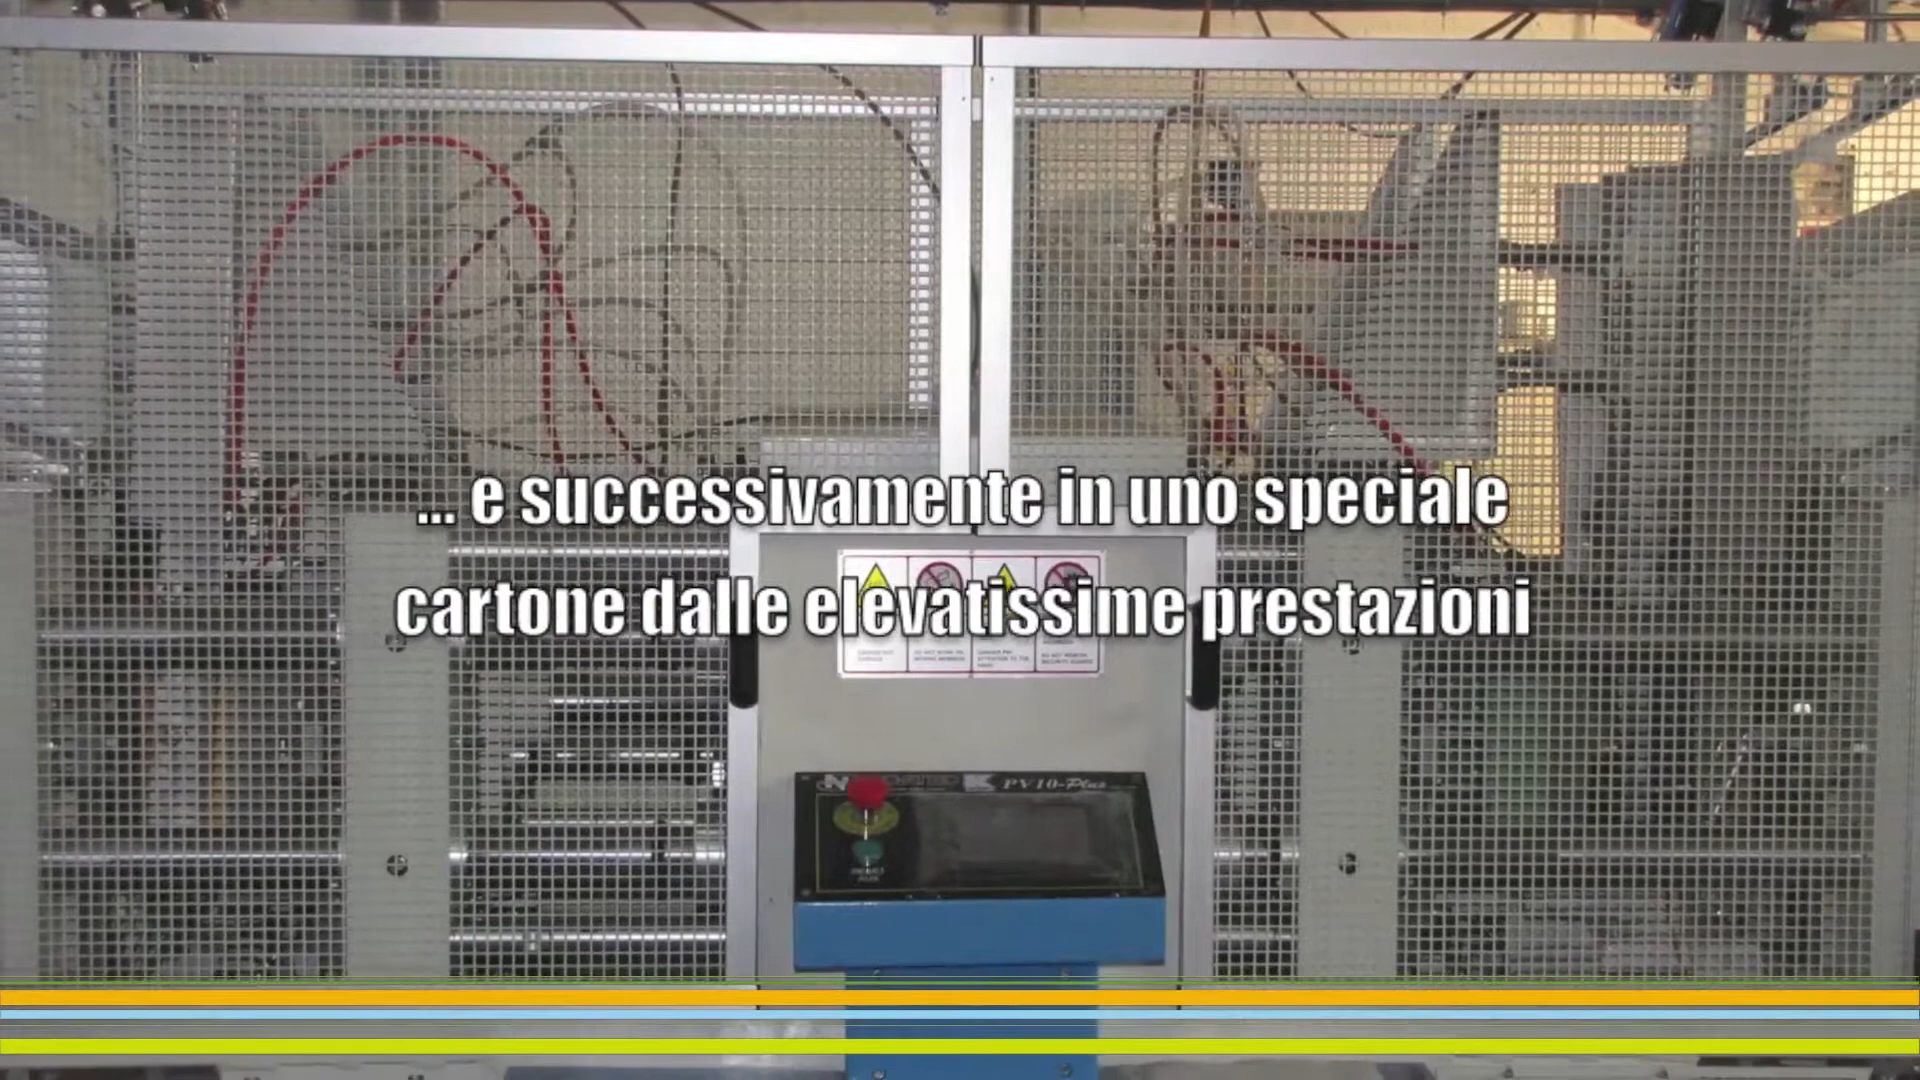 ... e successivamente in uno speciale
cartone dalle elevatissime prestazioni
PV10-Plus